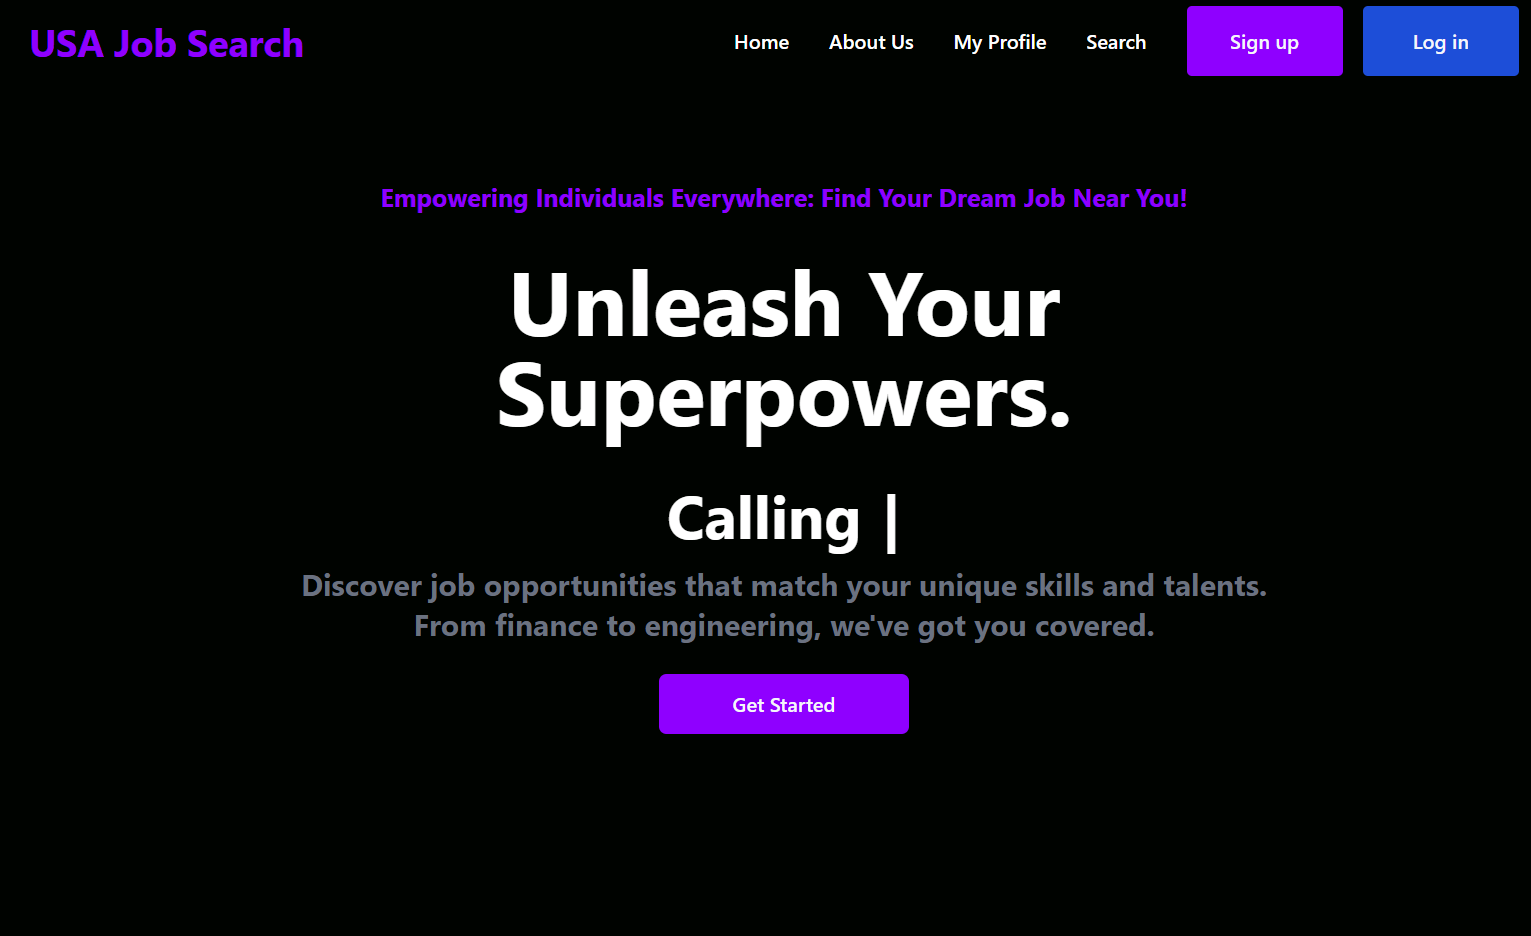 USA Job Search
Home About Us My Profile Search Sign up Log in
Empowering Individuals Everywhere: Find Your Dream Job Near You!
Unleash Your
Superpowers.
Calling |
Discover job opportunities that match your unique skills and talents.
From finance to engineering, we've got you covered.
Get Started